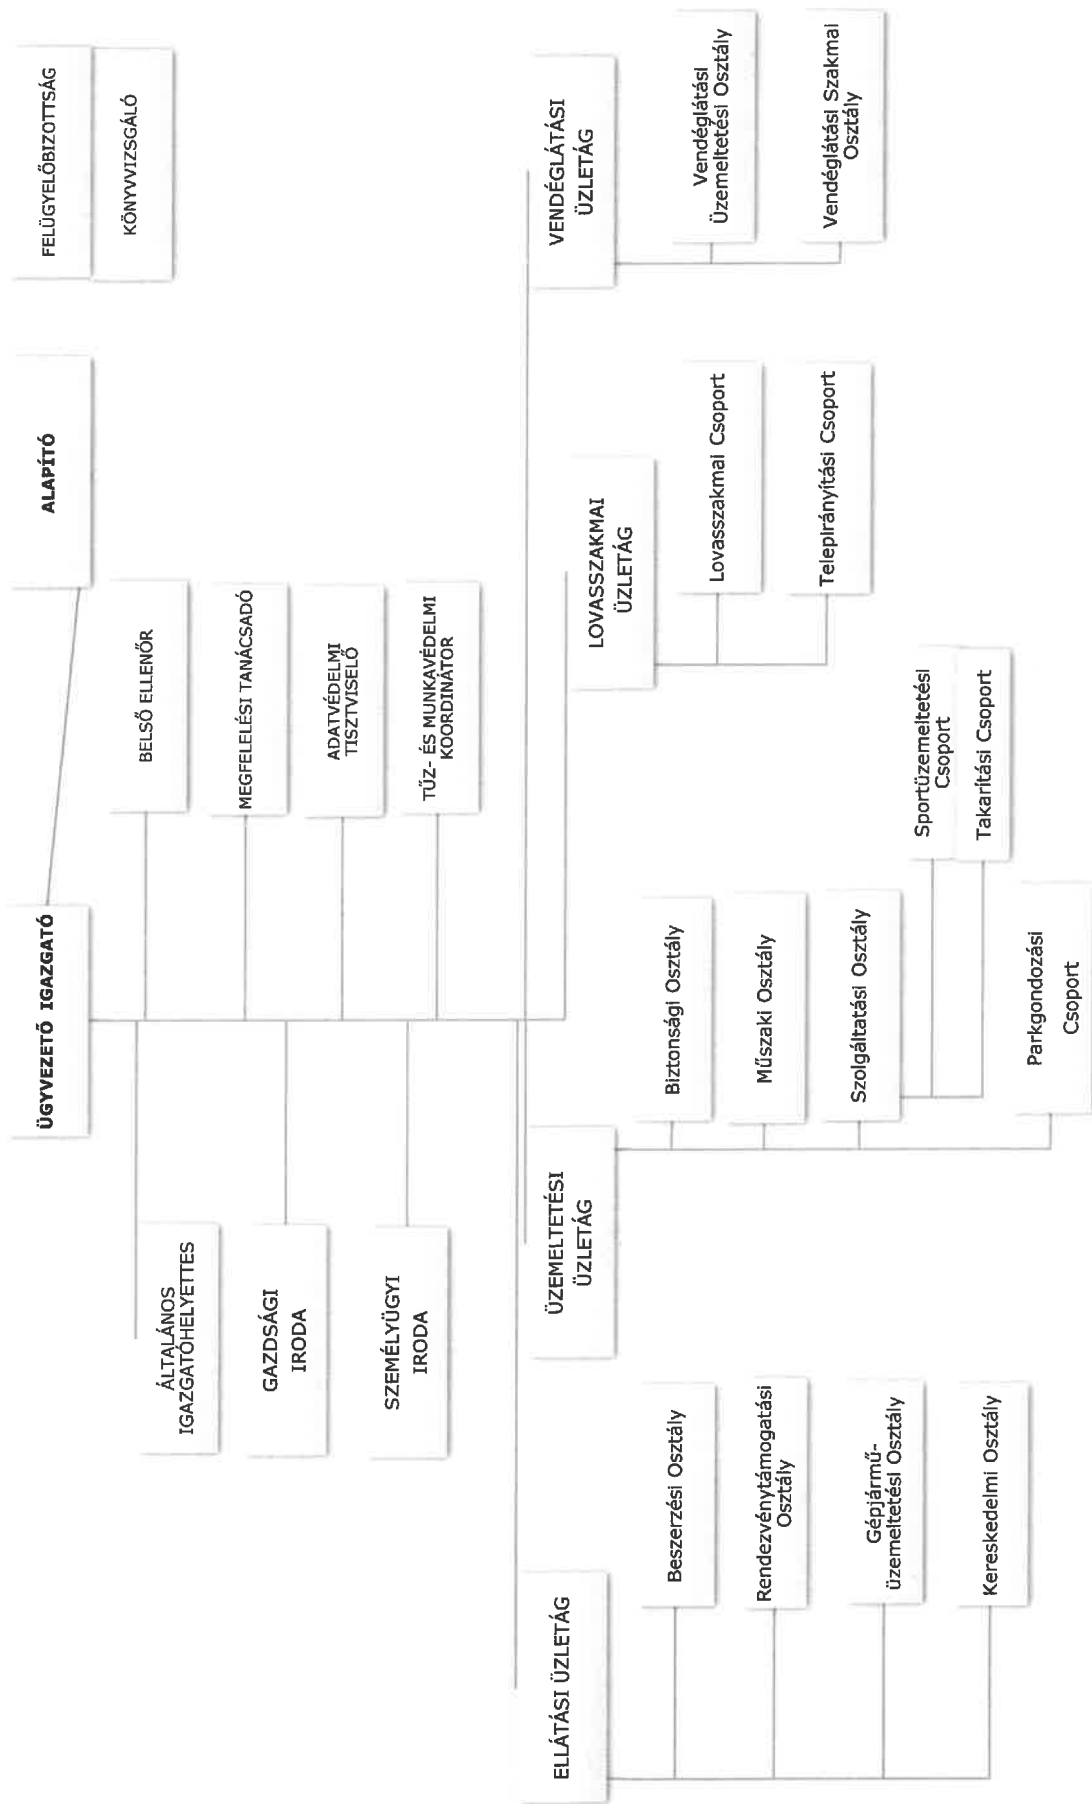 FELÜGYELŐBIZOTTSÁG
KÖNYVVIZSGÁLÓ
ALAPÍTÓ
ÜGYVEZETŐ IGAZGATÓ
BELSŐ ELLENŐR
MEGFELELÉSI TANÁCSADÓ
ADATVÉDELMI
TISZTVISELŐ
TŰZ- ÉS MUNKAVÉDELMI
KOORDINÁTOR
ÁLTALÁNOS
IGAZGATÓHELYETTES
GAZDSÁGI
IRODA
SZEMÉLYÜGYI
IRODA
ELLÁTÁSI ÜZLETÁG
Beszerzési Osztály
Rendezvénytámogatási
Osztály
Gépjármű-
üzemeltetési Osztály
Kereskedelmi Osztály
ÜZEMELTETÉSI
ÜZLETÁG
Biztonsági Osztály
Műszaki Osztály
Szolgáltatási Osztály
Sportüzemeltetési
Csoport
Takarítási Csoport
Parkgondozási
Csoport
LOVASSZAKMAI
ÜZLETÁG
Lovasszakmai Csoport
Telepirányítási Csoport
VENDÉGLÁTÁSI
ÜZLETÁG
Vendéglátási
Üzemeltetési Osztály
Vendéglátási Szakmai
Osztály